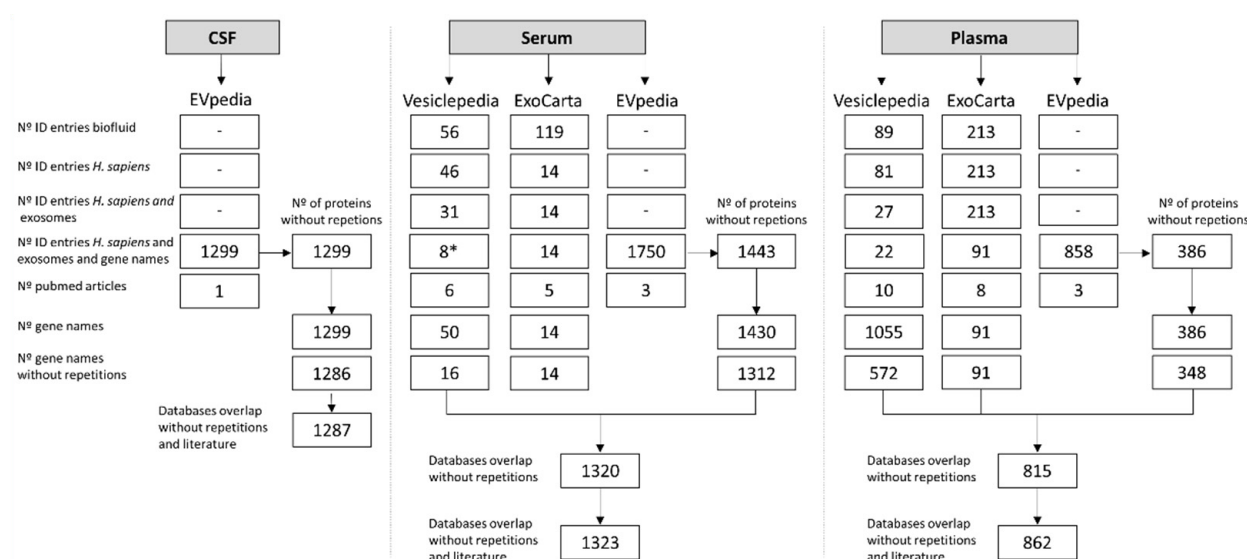 CSF
Serum
Plasma
EVpedia
Vesiclepedia ExoCarta EVpedia
Vesiclepedia ExoCarta EVpedia
Nº ID entries biofluid
-
56 119 -
89 213 -
Nº ID entries H. sapiens
-
46 14 -
81 213 -
Nº ID entries H. sapiens and
exosomes
-
Nº of proteins
without repetions
31 14 -
Nº of proteins
without repetions
27 213 -
Nº of proteins
without repetions
Nº ID entries H. sapiens and
exosomes and gene names
1299 1299
8* 14 1750 1443
22 91 858 386
Nº pubmed articles
1
6 5 3
10 8 3
Nº gene names
1299
50 14 1430
1055 91 386
Nº gene names
without repetitions
1286
16 14 1312
572 91 348
Databases overlap
without repetitions
and literature
1287
Databases overlap
without repetitions
1320
Databases overlap
without repetitions
815
Databases overlap
without repetitions
and literature
1323
Databases overlap
without repetitions
and literature
862